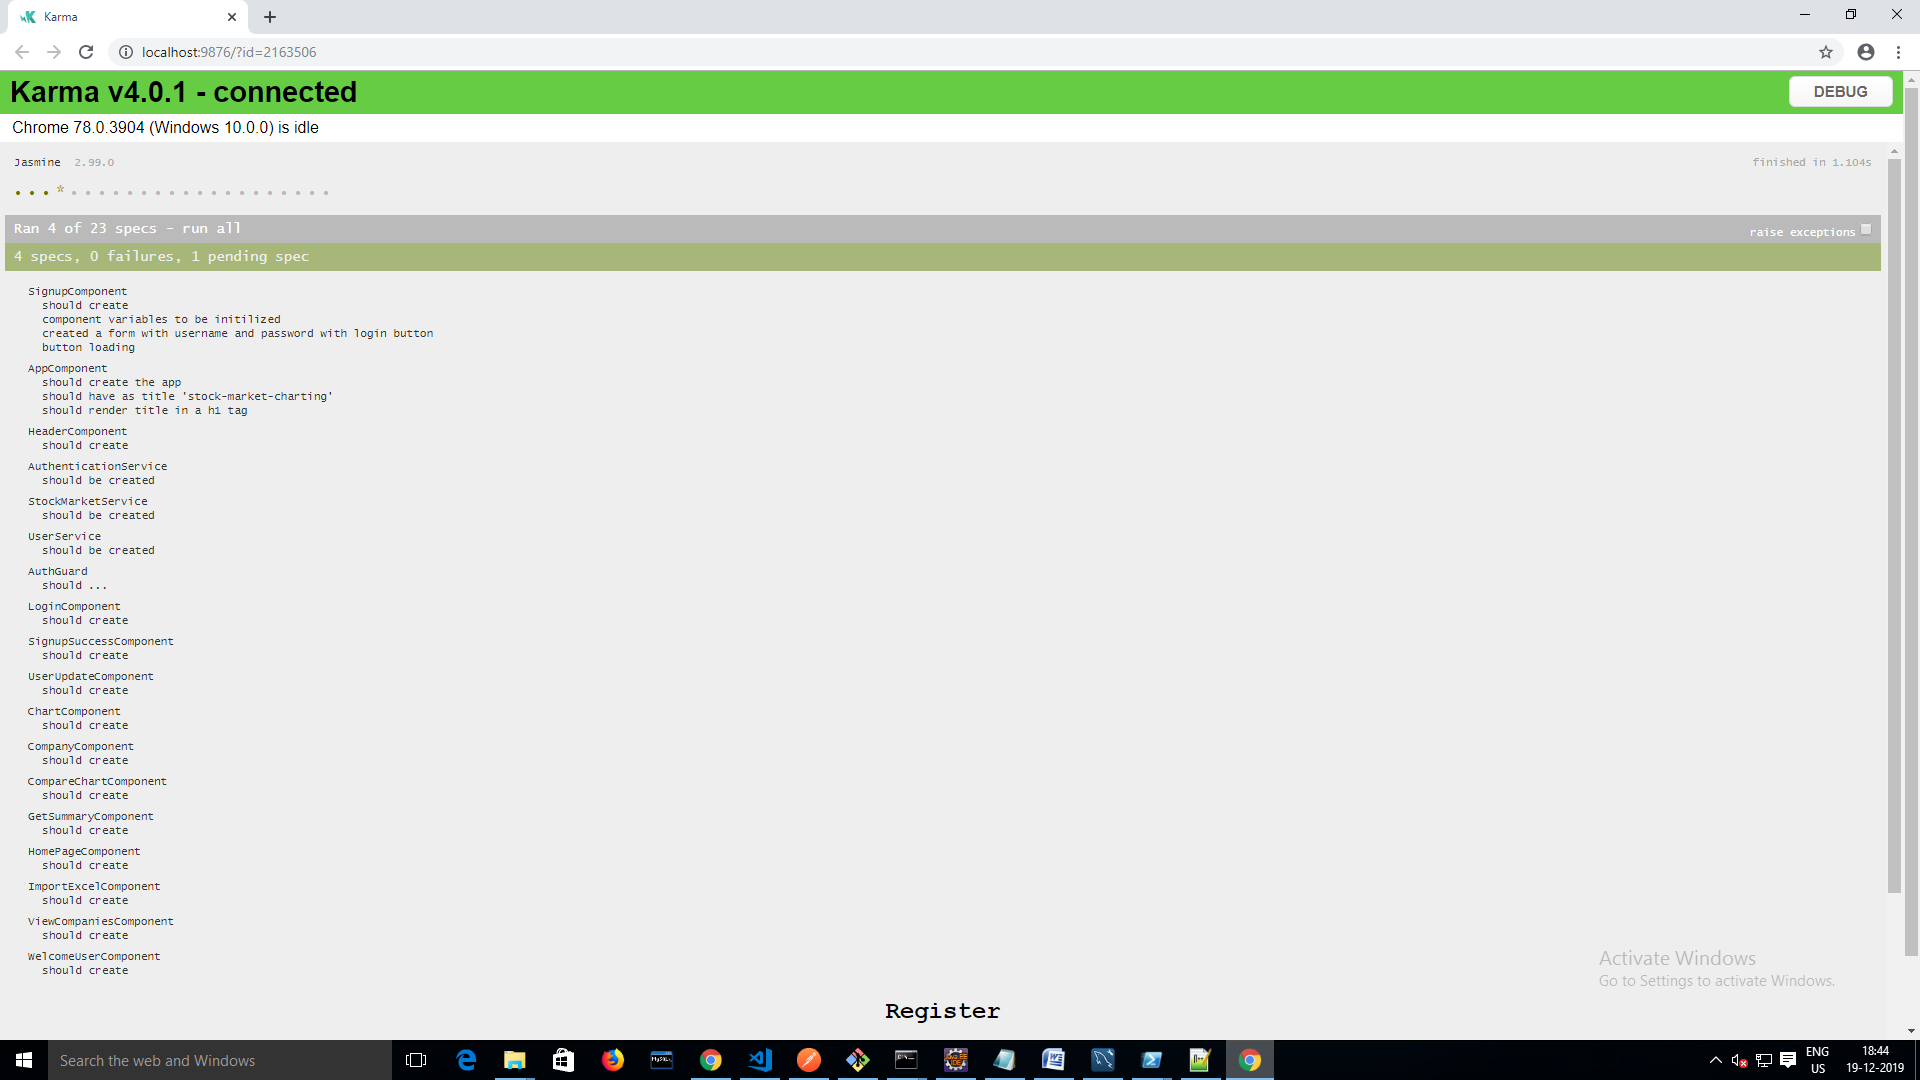 Karma
localhost:9876/?id=2163506
Karma v4.0.1 - connected
DEBUG
Chrome 78.0.3904 (Windows 10.0.0) is idle
Jasmine 2.99.0
finished in 1.104s
Ran 4 of 23 specs - run all
raise exceptions
4 specs, 0 failures, 1 pending spec
SignupComponent
should create
component variables to be initilized
created a form with username and password with login button
button loading
AppComponent
should create the app
should have as title 'stock-market-charting'
should render title in a h1 tag
HeaderComponent
should create
AuthenticationService
should be created
StockMarketService
should be created
UserService
should be created
AuthGuard
should ...
LoginComponent
should create
SignupSuccessComponent
should create
UserUpdateComponent
should create
ChartComponent
should create
CompanyComponent
should create
CompareChartComponent
should create
GetSummaryComponent
should create
HomePageComponent
should create
ImportExcelComponent
should create
ViewCompaniesComponent
should create
WelcomeUserComponent
should create
Activate Windows
Go to Settings to activate Windows.
Register
Search the web and Windows
ENG
US
18:44
19-12-2019